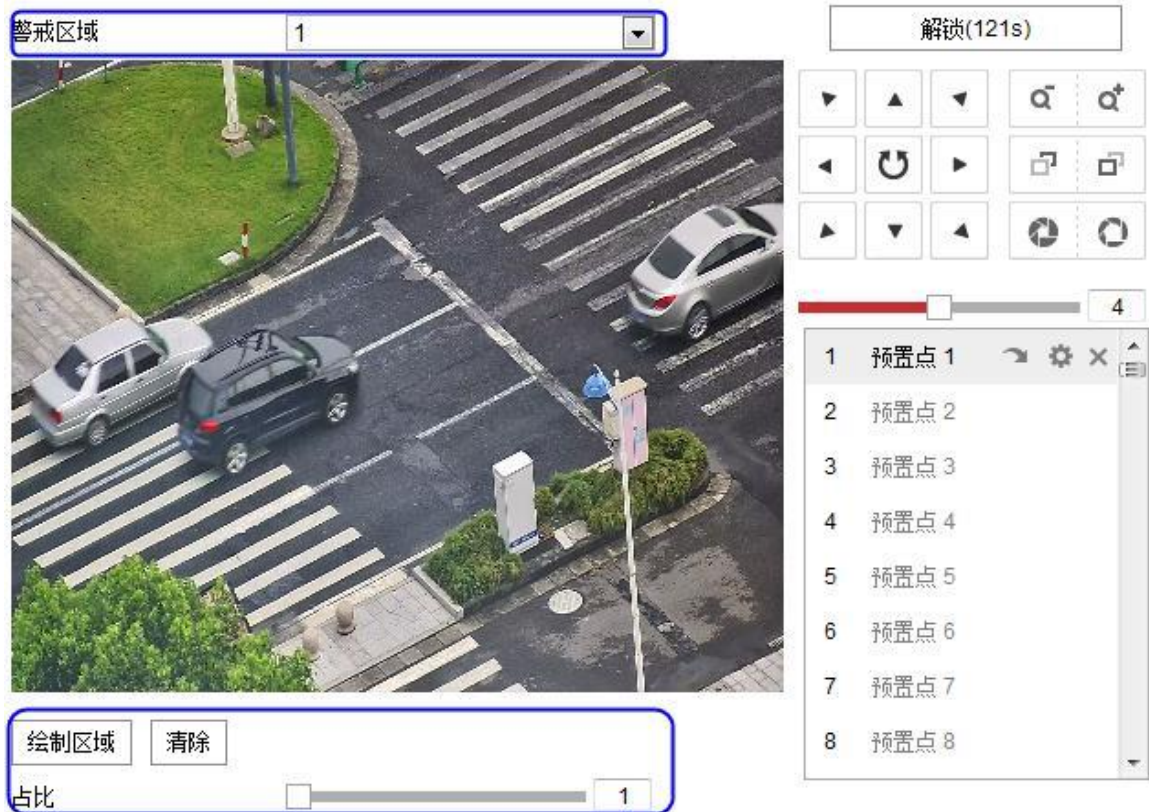 警戒区域 1
解锁(121s)
4
1 预置点 1
2 预置点 2
3 预置点 3
4 预置点 4
5 预置点 5
6 预置点 6
7 预置点 7
8 预置点 8
绘制区域 清除
占比 1